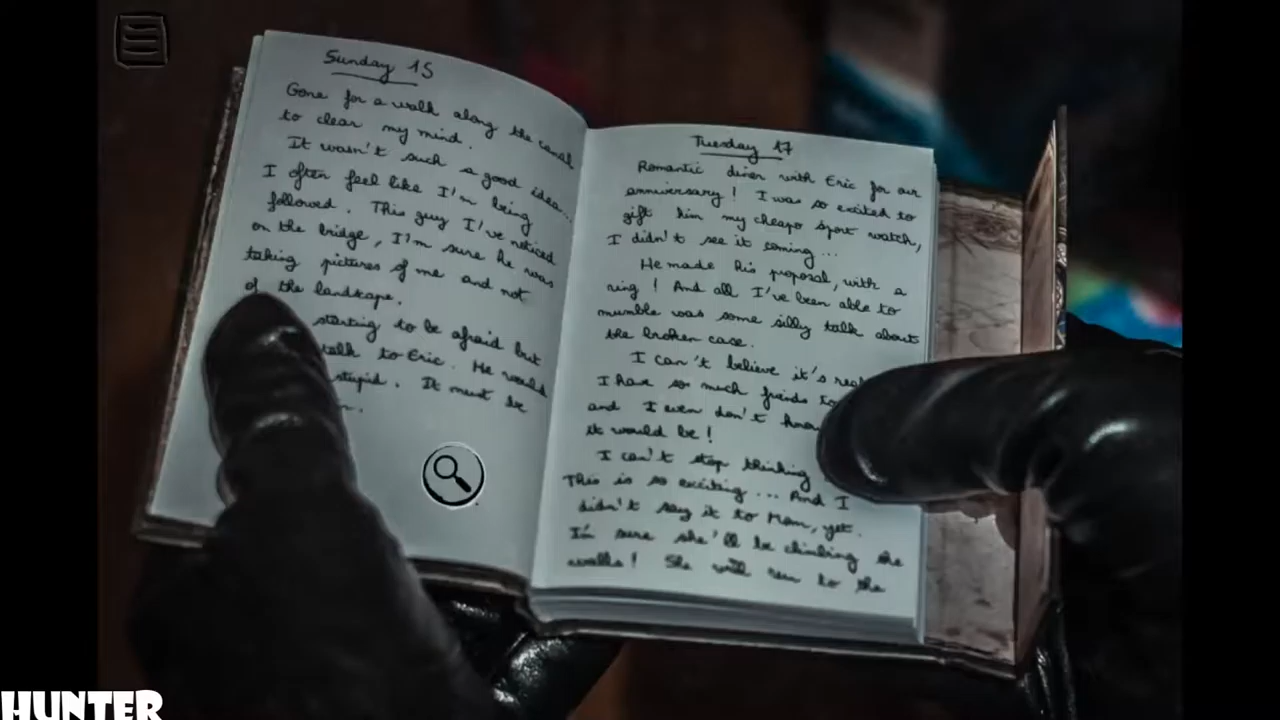 Sunday 15
Gone for a walk along the canal
to clear my mind.
It wasn't such a good idea...
I often feel like I'm being
followed. This guy I've noticed
on the bridge, I'm sure he was
taking pictures of me and not
of the landcape.
starting to be afraid but
talk to Eric. He would
stupid. It must be
Tuesday 17
Romantic diner with Eric for our
anniversary! I was so excited to
gift him my cheapo sport watch,
I didn't see it coming...
He made his proposal, with a
ring! And all I've been able to
mumble was some silly talk about
the broken case.
I can't believe it's real
I have so much friends to
and I even don't know
it would be!
I can't stop thinking
This is so exciting... And I
didn't say it to Mom, yet.
I'm sure she'll be climbing the
walls! She will run to the
HUNTER